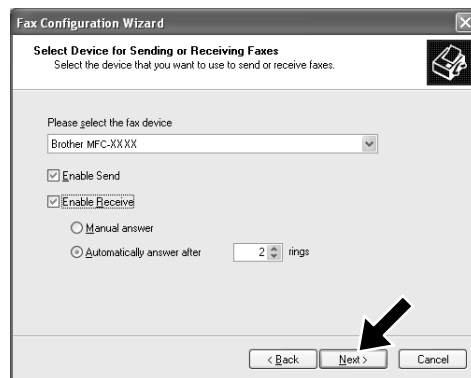 Fax Configuration Wizard
Select Device for Sending or Receiving Faxes
Select the device that you want to use to send or receive faxes.
Please select the fax device
Brother MFC-XXXX
Enable Send
Enable Receive
Manual answer
Automatically answer after 2 rings
< Back Next > Cancel